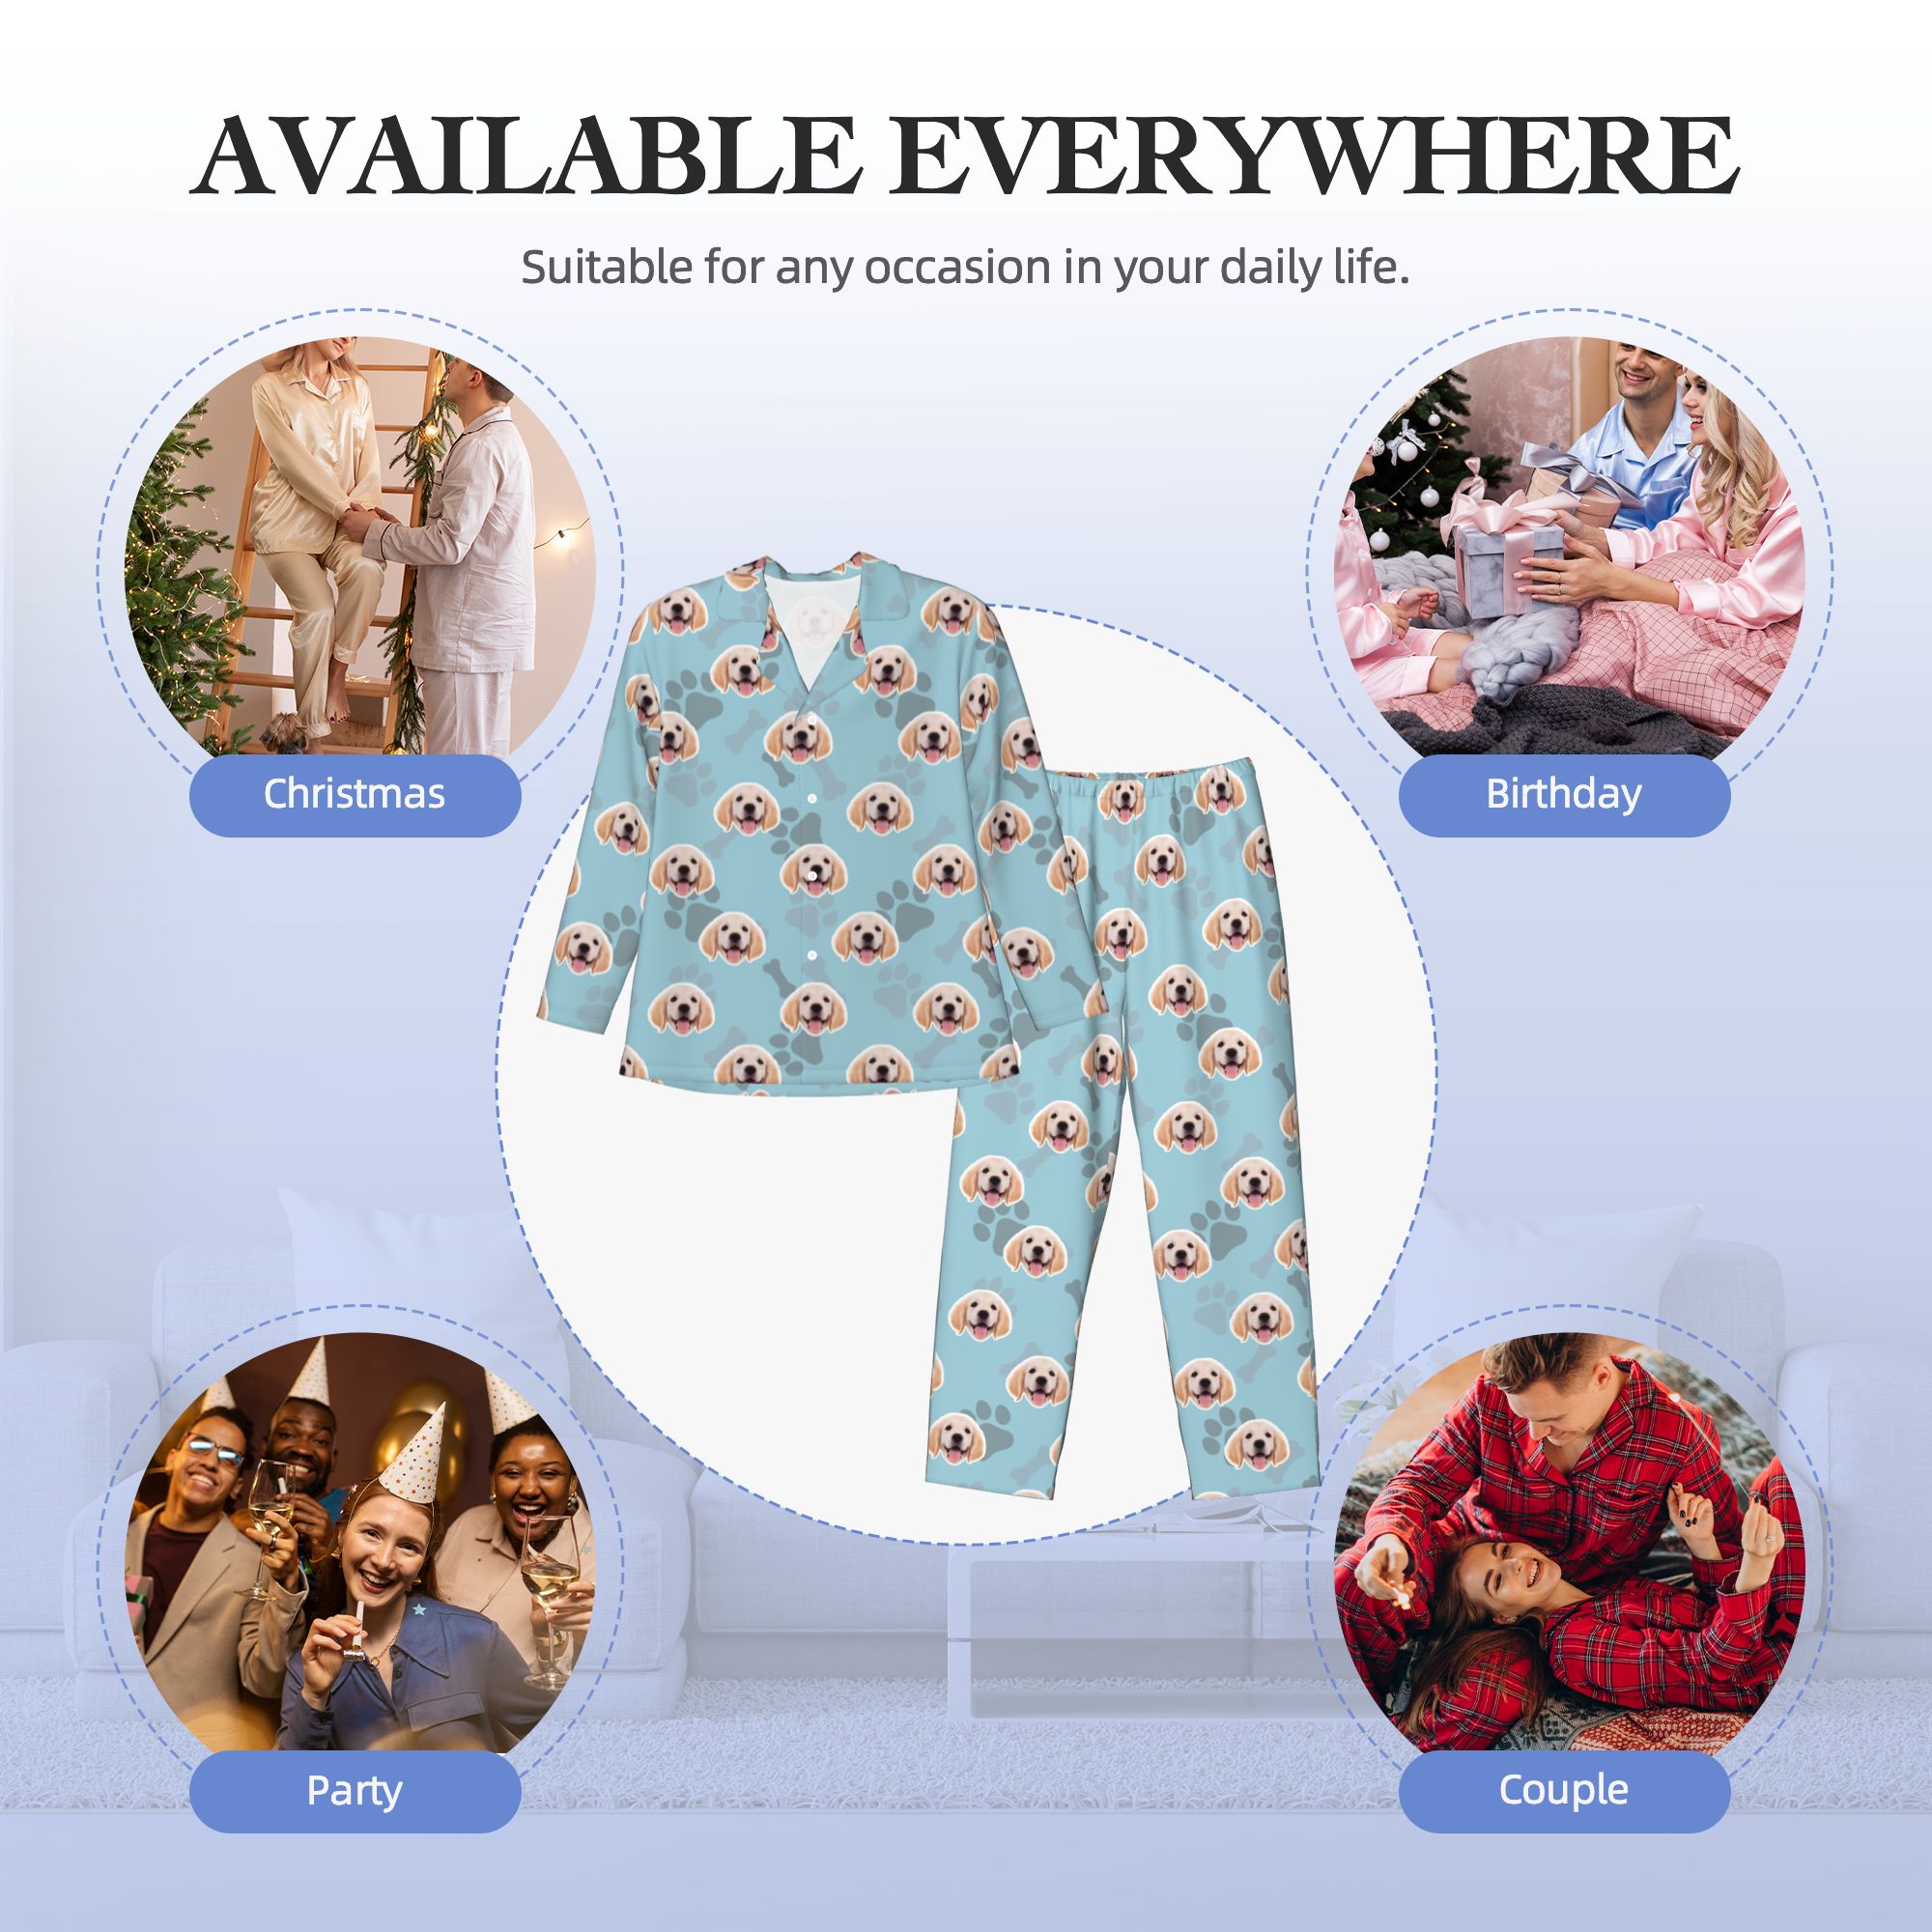 AVAILABLE EVERYWHERE
Suitable for any occasion in your daily life.
Christmas
Birthday
Party
Couple